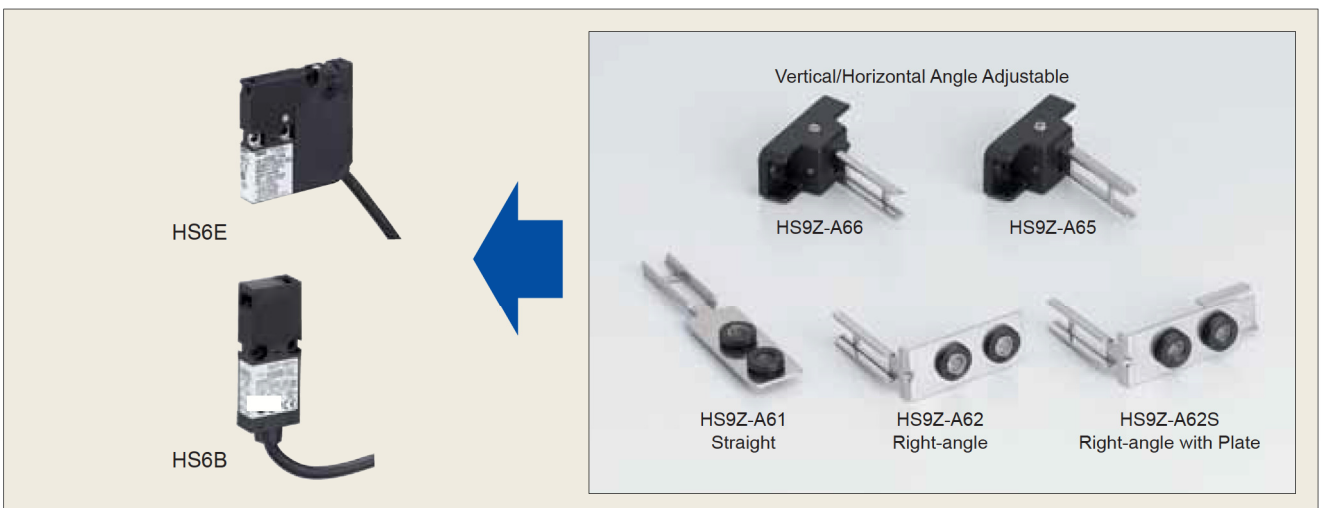 Vertical/Horizontal Angle Adjustable
HS9Z-A66
HS9Z-A65
HS6E
HS9Z-A61
Straight
HS9Z-A62
Right-angle
HS9Z-A62S
Right-angle with Plate
HS6B